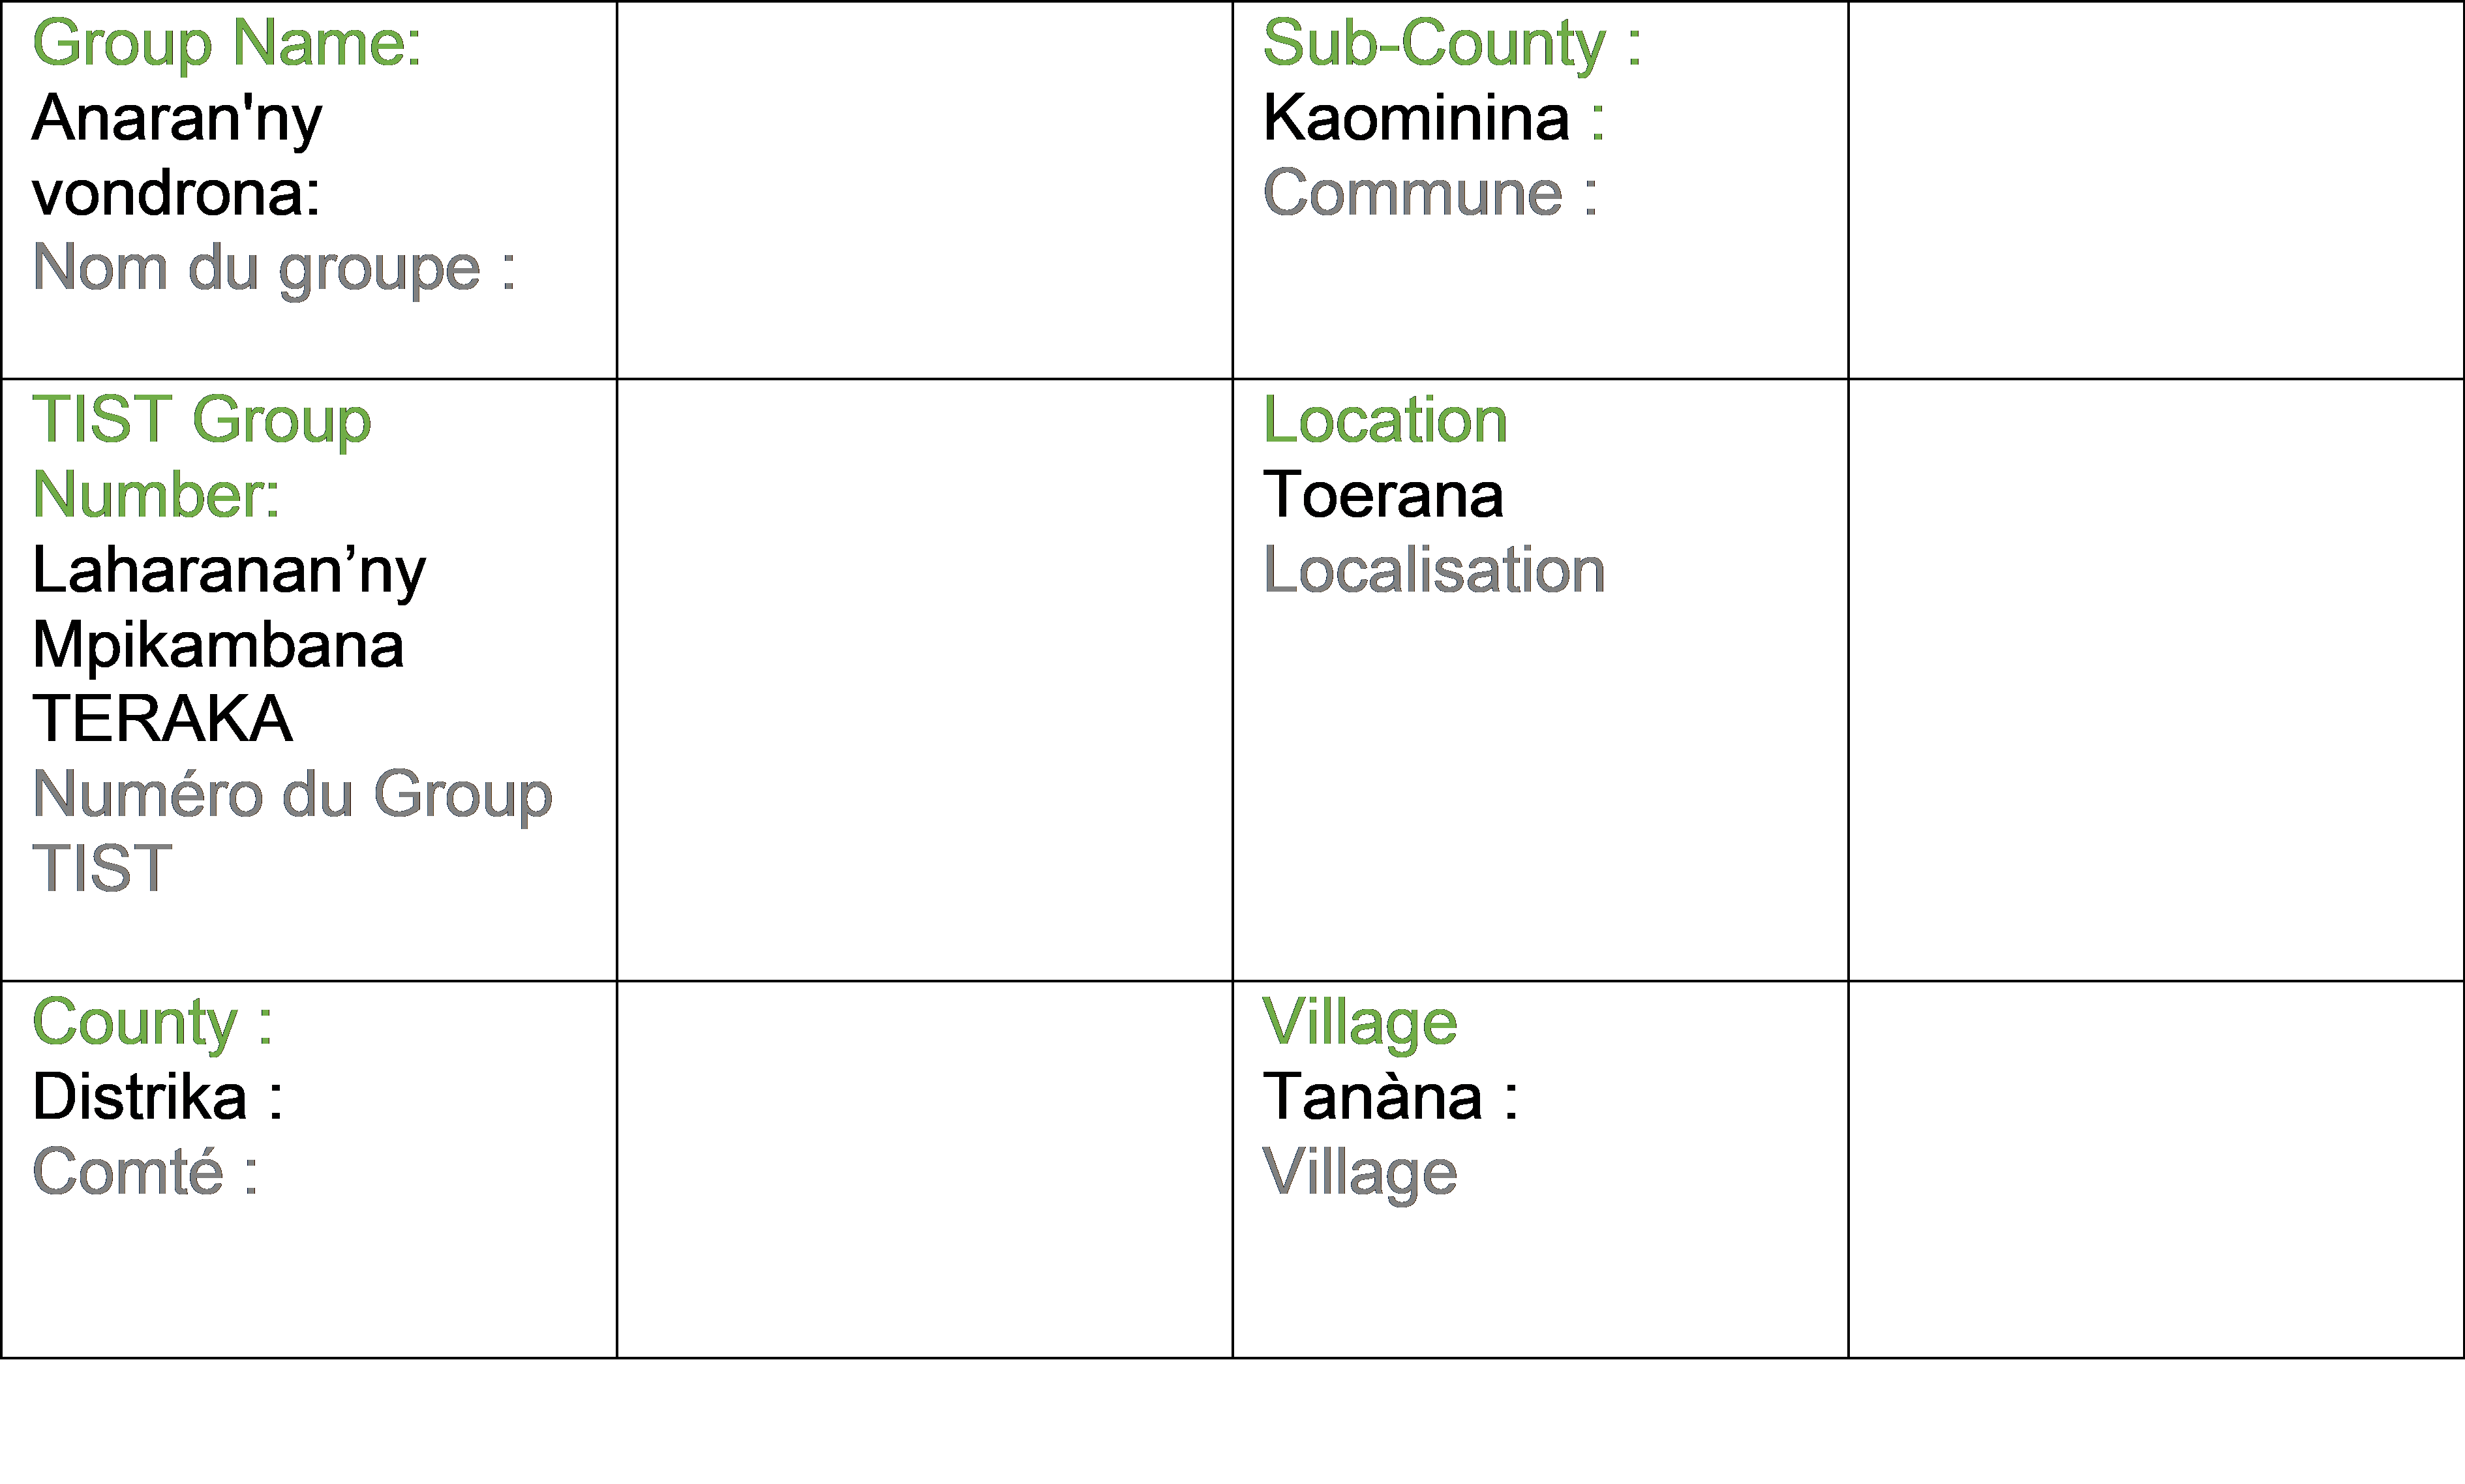 Group Name:
Anaran'ny
vondrona:
Nom du groupe :
Sub-County :
Kaominina :
Commune :
TIST Group
Number:
Laharanan’ny
Mpikambana
TERAKA
Numéro du Group
TIST
Location
Toerana
Localisation
County :
Distrika :
Comté :
Village
Tanàna :
Village